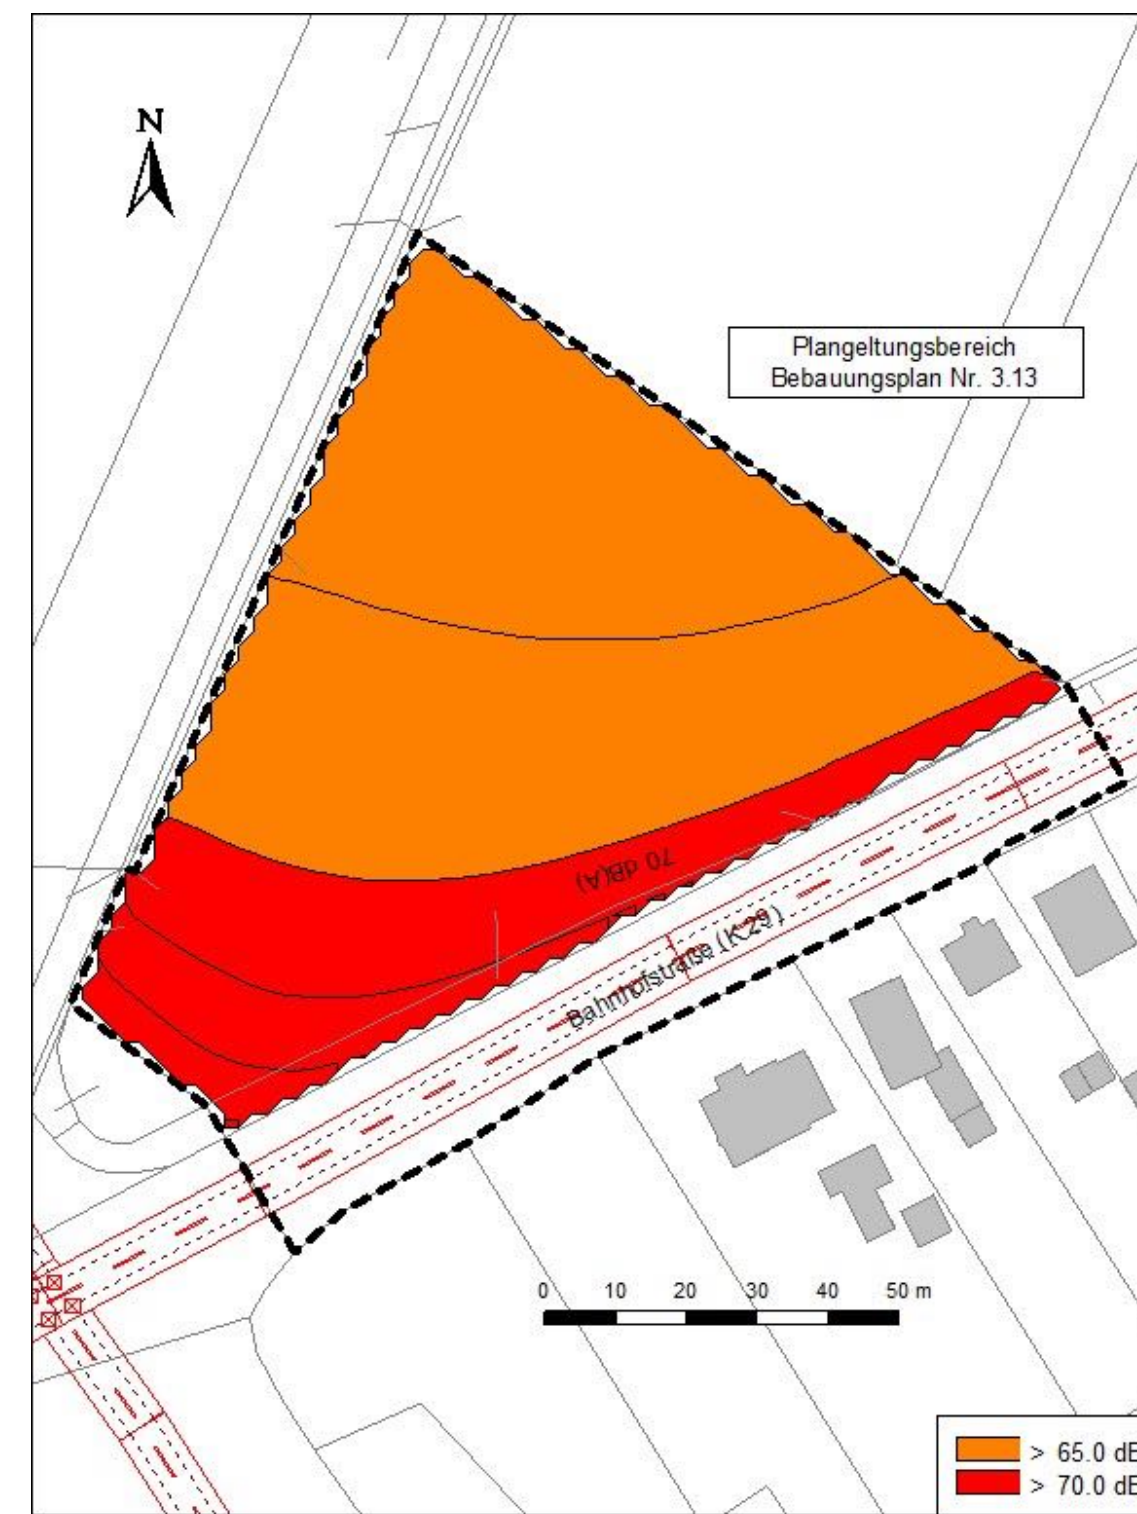 N
Plangeltungsbereich
Bebauungsplan Nr. 3.13
70 dB(A)
Bahnhofstraße (K 29)
0 10 20 30 40 50 m
> 65.0 dB
> 70.0 dB